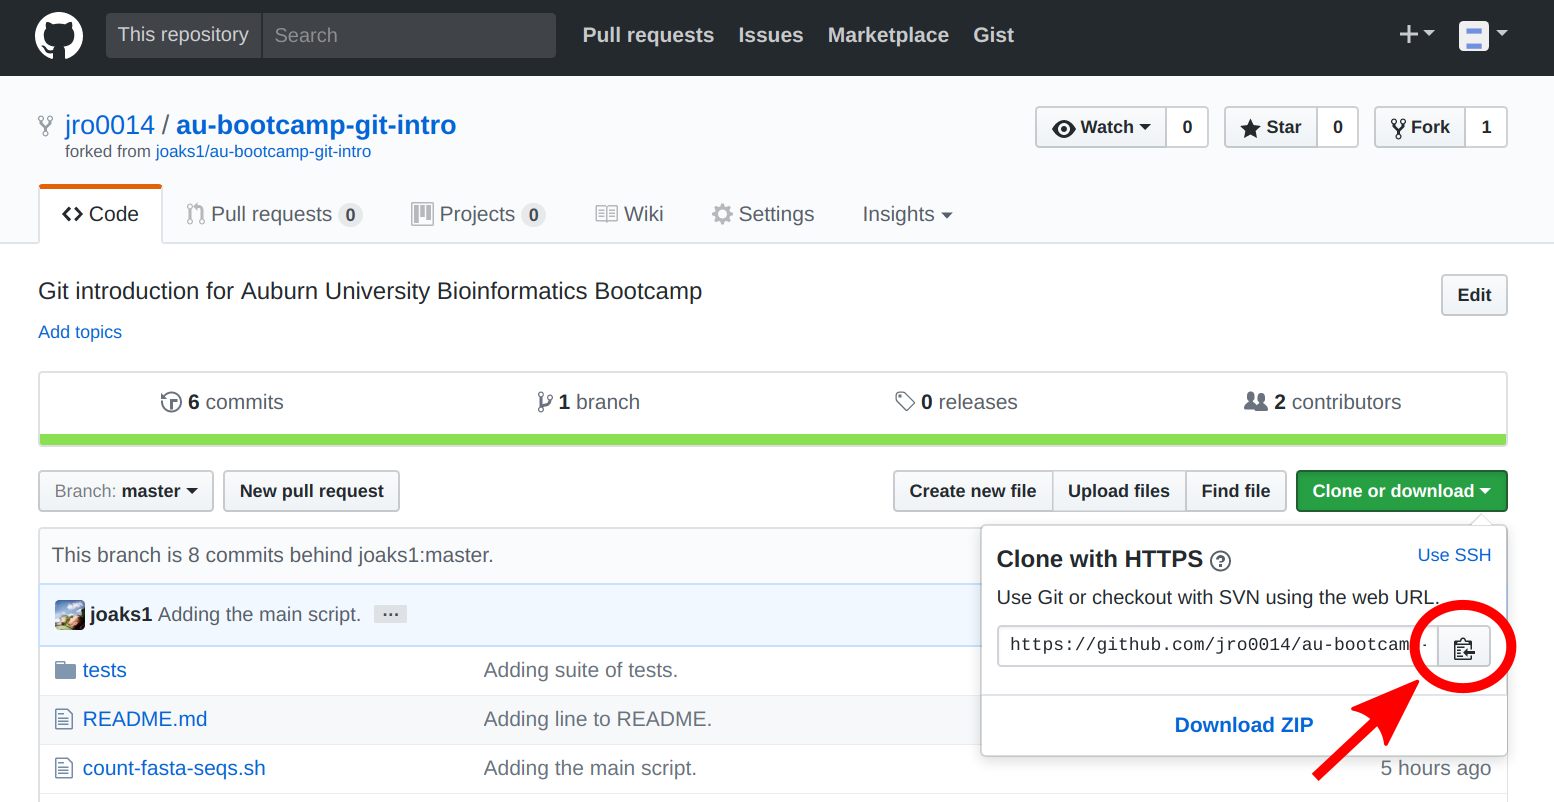 This repository Search Pull requests Issues Marketplace Gist
jro0014 / au-bootcamp-git-intro
forked from joaks1/au-bootcamp-git-intro
Watch 0 Star 0 Fork 1
Code Pull requests 0 Projects 0 Wiki Settings Insights
Git introduction for Auburn University Bioinformatics Bootcamp
Edit
Add topics
6 commits 1 branch 0 releases 2 contributors
Branch: master New pull request Create new file Upload files Find file Clone or download
This branch is 8 commits behind joaks1:master.
joaks1 Adding the main script. ...
tests Adding suite of tests.
README.md Adding line to README.
count-fasta-seqs.sh Adding the main script. 5 hours ago
Clone with HTTPS ? Use SSH
Use Git or checkout with SVN using the web URL.
https://github.com/jro0014/au-bootcam
Download ZIP